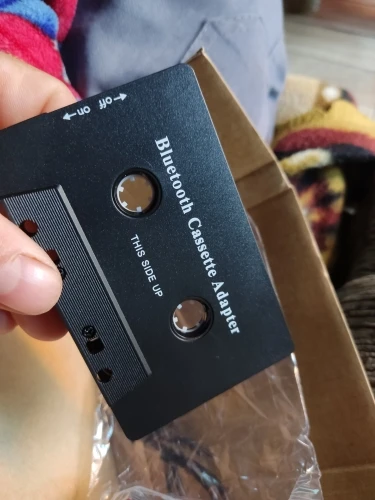 on off
Bluetooth Cassette Adapter
THIS SIDE UP